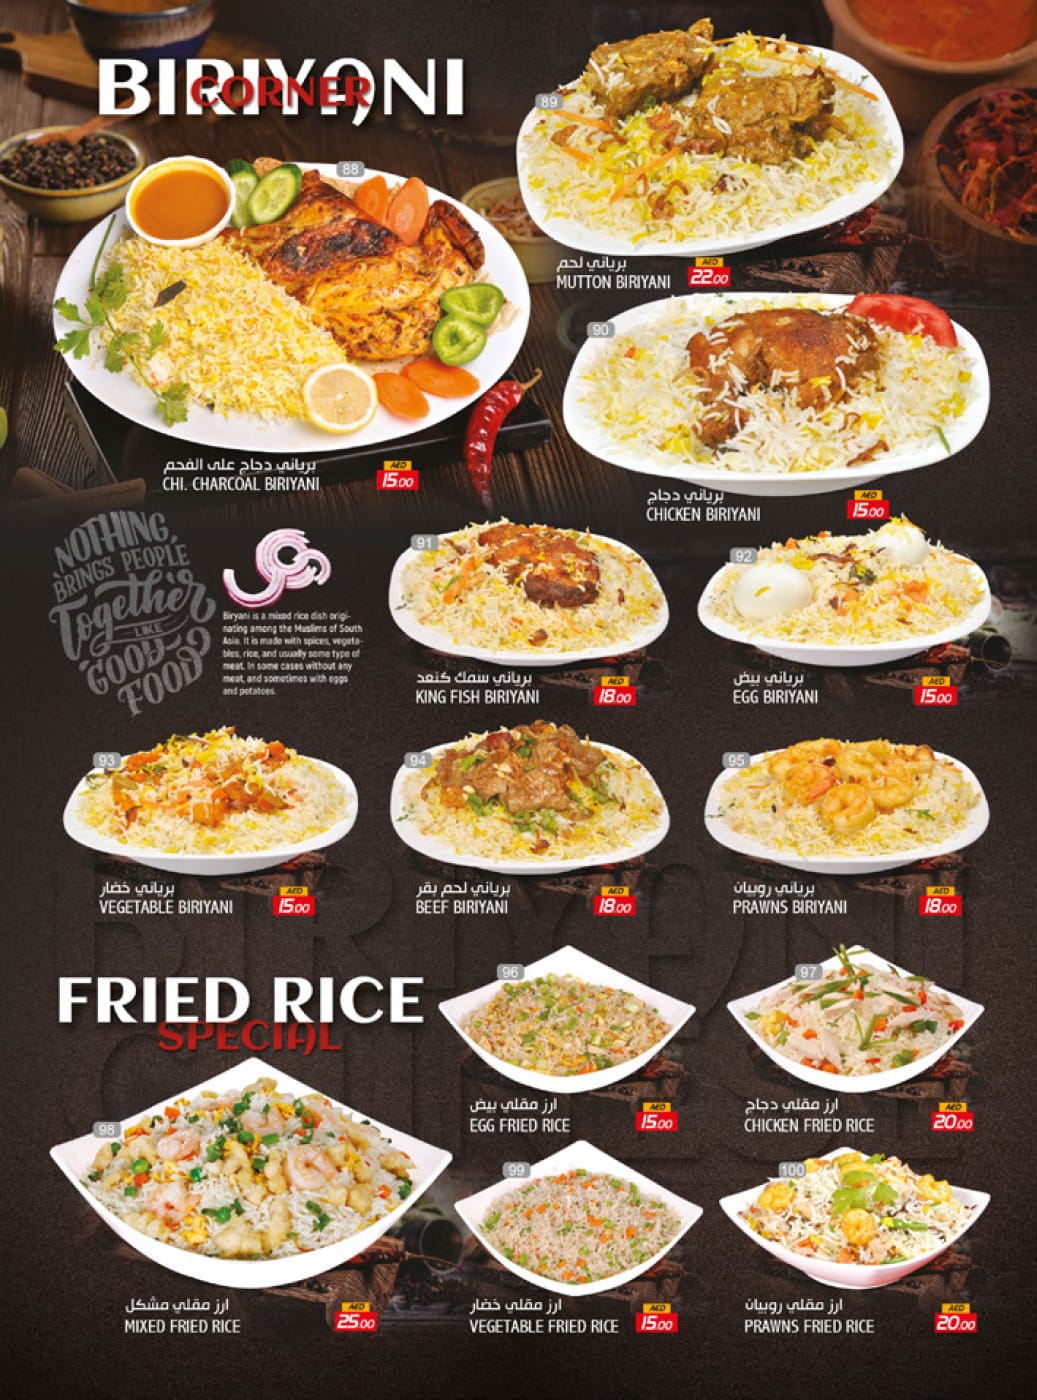 BIRIYANI
CORNER
88
برياني دجاج على الفحم
CHI. CHARCOAL BIRIYANI
AED
15.00
89
برياني لحم
MUTTON BIRIYANI
AED
22.00
90
برياني دجاج
CHICKEN BIRIYANI
AED
15.00
NOTHING
BRINGS PEOPLE
Together
LIKE
GOOD
FOOD
Biryani is a mixed rice dish origi-
nating among the Muslims of South
Asia. It is made with spices, vegeta-
bles, rice, and usually some type of
meat. In some cases without any
meat, and sometimes with eggs
and potatoes.
91
برياني سمك كنعد
KING FISH BIRIYANI
AED
18.00
92
برياني بيض
EGG BIRIYANI
AED
15.00
93
برياني خضار
VEGETABLE BIRIYANI
AED
15.00
94
برياني لحم بقر
BEEF BIRIYANI
AED
18.00
95
برياني روبيان
PRAWNS BIRIYANI
AED
18.00
FRIED RICE
SPECIAL
96
ارز مقلي بيض
EGG FRIED RICE
AED
15.00
97
ارز مقلي دجاج
CHICKEN FRIED RICE
AED
20.00
98
ارز مقلي مشكل
MIXED FRIED RICE
AED
25.00
99
ارز مقلي خضار
VEGETABLE FRIED RICE
AED
15.00
100
ارز مقلي روبيان
PRAWNS FRIED RICE
AED
20.00